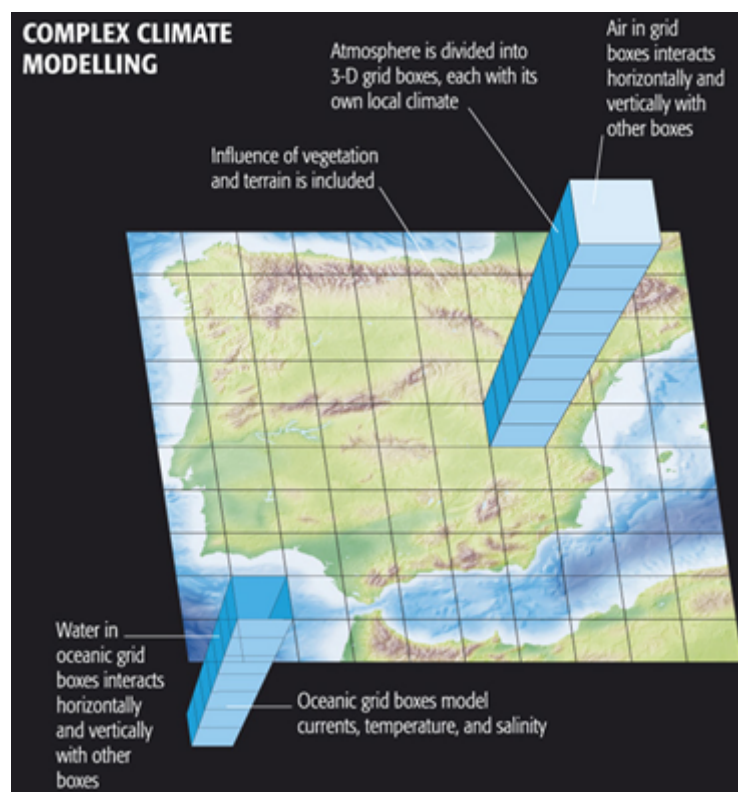 COMPLEX CLIMATE
MODELLING
Atmosphere is divided into
3-D grid boxes, each with its
own local climate
Air in grid
boxes interacts
horizontally and
vertically with
other boxes
Influence of vegetation
and terrain is included
Water in
oceanic grid
boxes interacts
horizontally
and vertically
with other
boxes
Oceanic grid boxes model
currents, temperature, and salinity